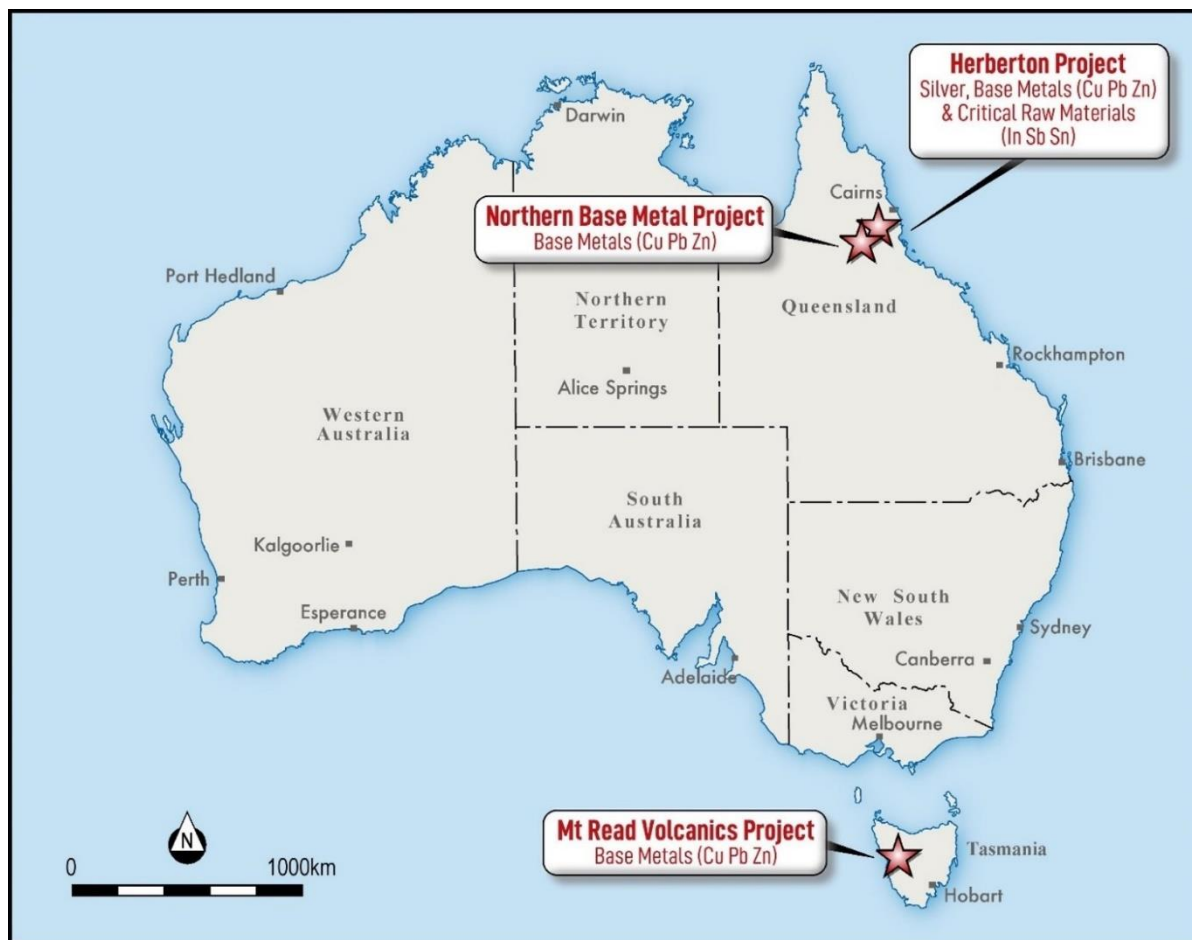 Herberton Project
Silver, Base Metals (Cu Pb Zn)
& Critical Raw Materials
(In Sb Sn)
Darwin
Cairns
Northern Base Metal Project
Base Metals (Cu Pb Zn)
Port Hedland
Northern
Territory
Queensland
Rockhampton
Alice Springs
Western
Australia
Brisbane
South
Australia
Kalgoorlie
Perth
Esperance
New South
Wales
Sydney
Canberra
Adelaide
Victoria
Melbourne
Mt Read Volcanics Project
Base Metals (Cu Pb Zn)
Tasmania
Hobart
N
0 1000km